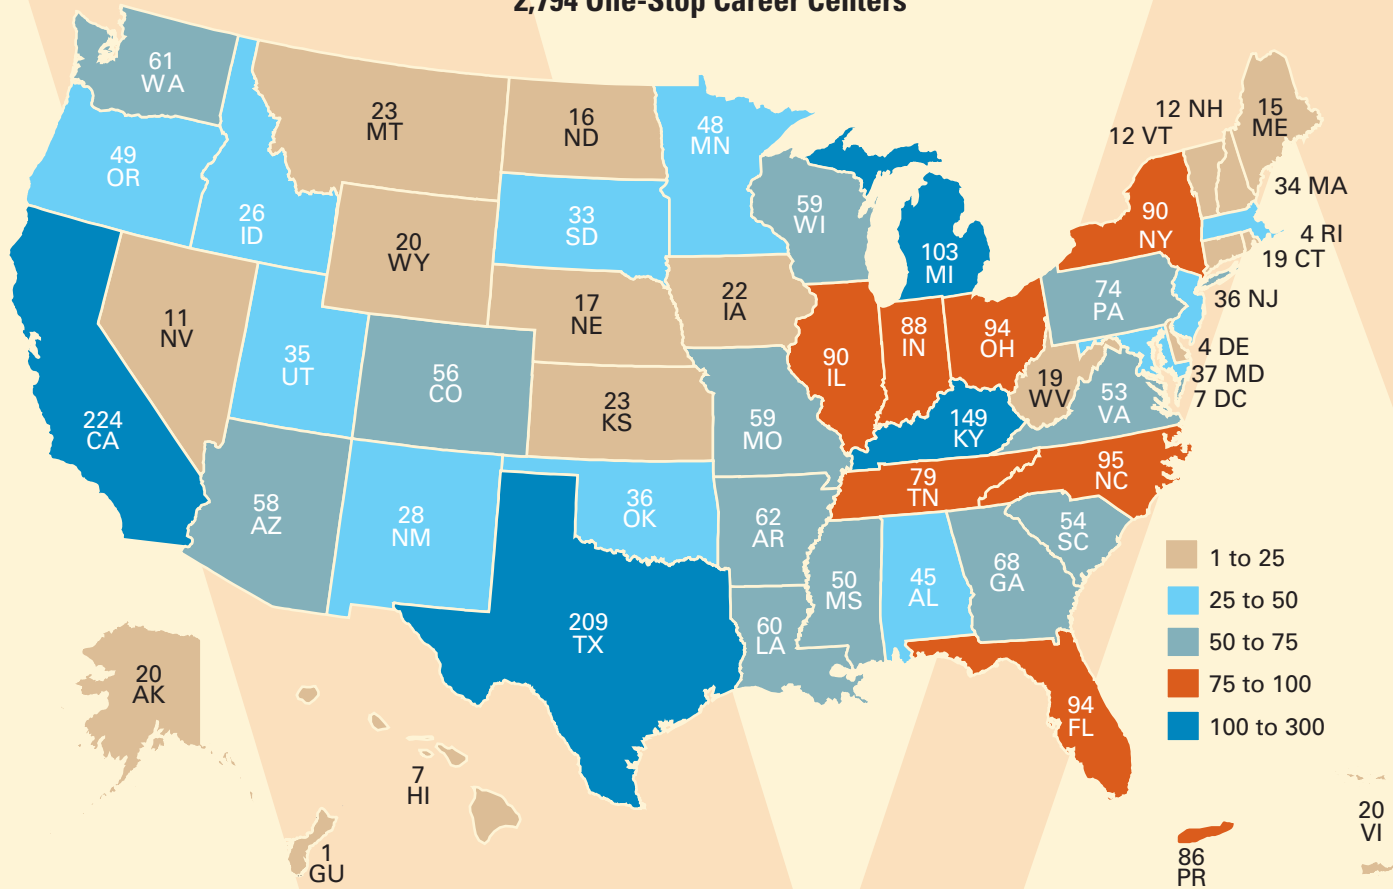 2,794 One-Stop Career Centers
61
WA
23
MT
16
ND
48
MN
12 NH
12 VT
15
ME
49
OR
26
ID
33
SD
59
WI
34 MA
90
NY
4 RI
20
WY
103
MI
19 CT
22
IA
74
PA
36 NJ
17
NE
11
NV
88
IN
94
OH
35
UT
90
IL
4 DE
56
CO
37 MD
19
WV
53
VA
7 DC
23
KS
224
CA
59
MO
149
KY
79
TN
95
NC
58
AZ
28
NM
36
OK
62
AR
54
SC
50
MS
45
AL
68
GA
1 to 25
25 to 50
50 to 75
75 to 100
100 to 300
209
TX
60
LA
20
AK
94
FL
7
HI
1
GU
86
PR
20
VI